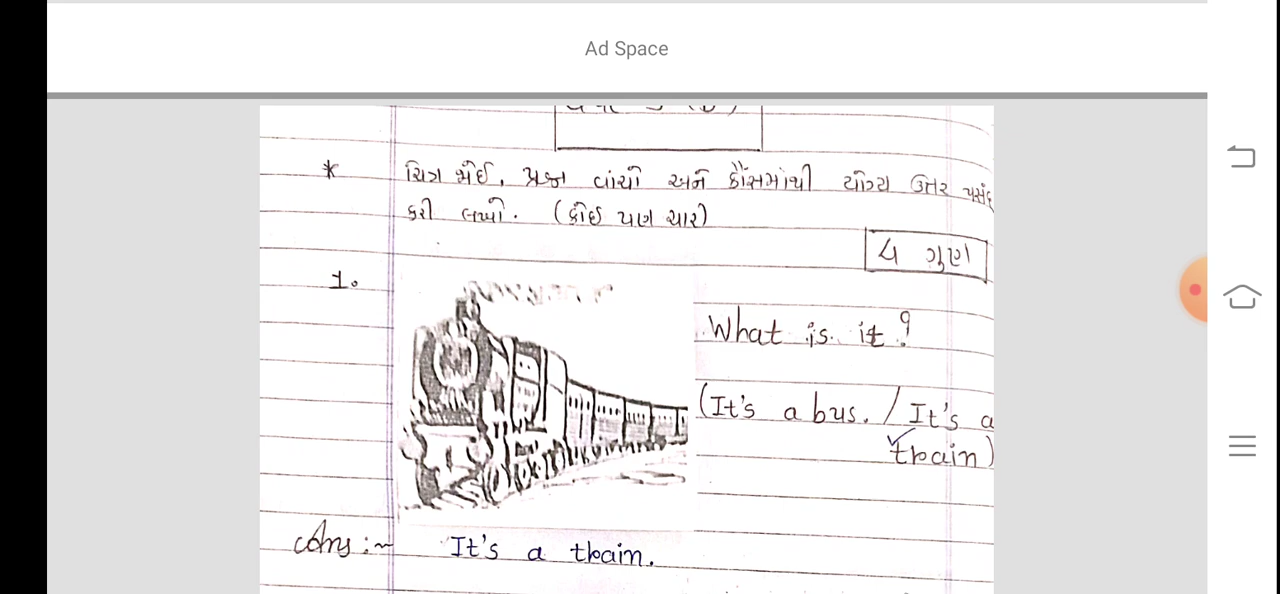 Ad Space
* ચિત્ર જોઈ, પ્રશ્ન વાંચો અને કૌંસમાંથી યોગ્ય ઉત્તર પસંદ
કરી લખો. (કોઈ પણ ચાર)
૪ ગુણ
1.
What is it?
(It's a bus. / It's a
train)
Ans :~ It's a train.